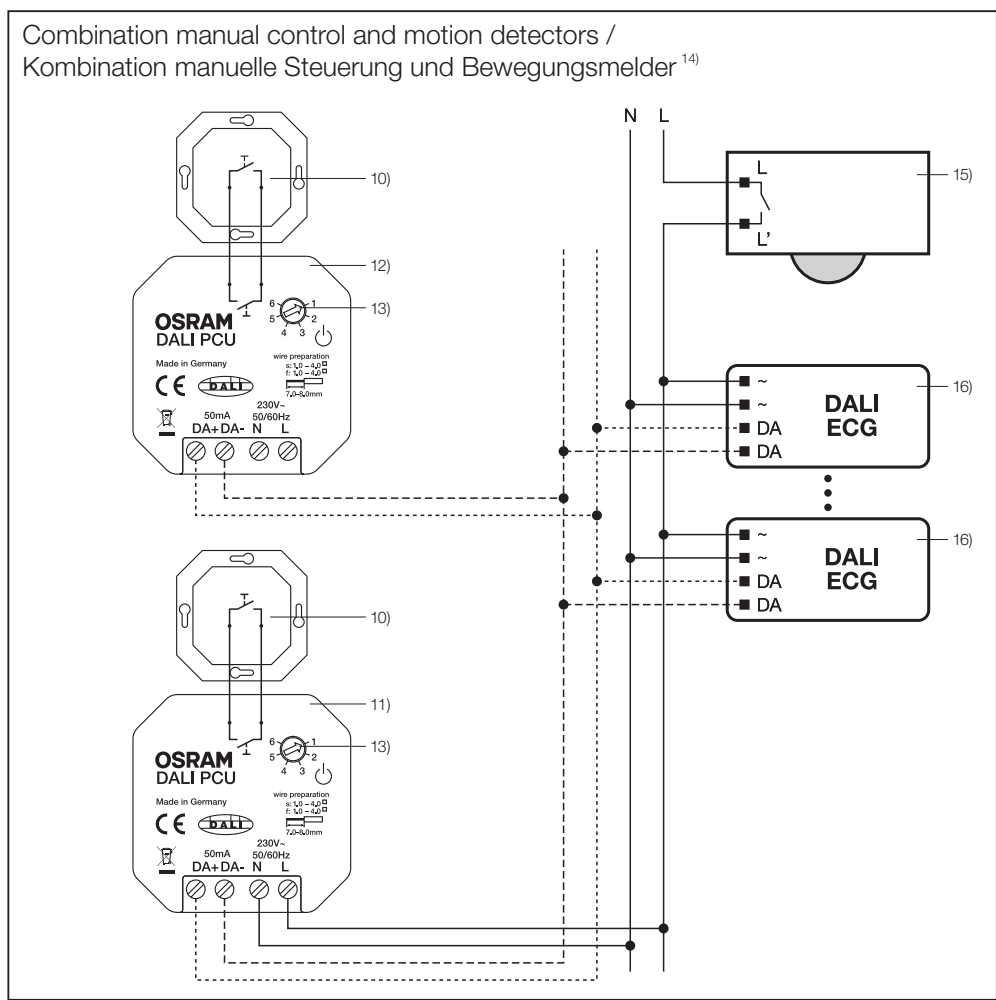 Combination manual control and motion detectors /
Kombination manuelle Steuerung und Bewegungsmelder 14)
N L
10)
L
L'
15)
12)
6 1
5 2
4 3
13)
OSRAM
DALI PCU
Made in Germany
CE DALI
wire preparation
s: 1.0 – 4.0
f: 1.0 – 4.0
7.0-8.0mm
50mA
230V~
50/60Hz
DA+ DA- N L
~
~
DA
DA
DALI
ECG
16)
~
~
DA
DA
DALI
ECG
16)
10)
11)
6 1
5 2
4 3
13)
OSRAM
DALI PCU
Made in Germany
CE DALI
wire preparation
s: 1.0 – 4.0
f: 1.0 – 4.0
7.0-8.0mm
50mA
230V~
50/60Hz
DA+ DA- N L